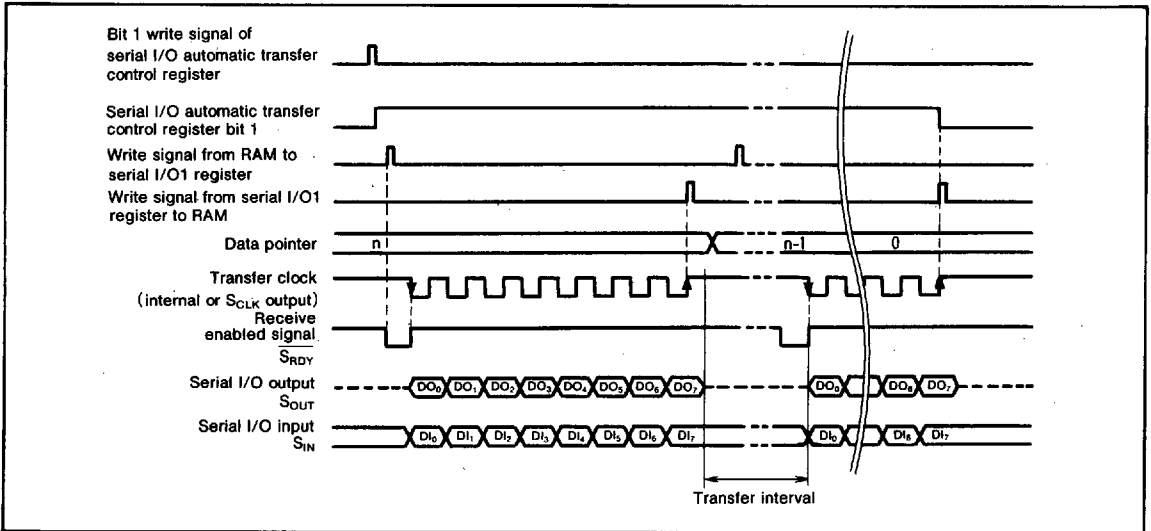 Bit 1 write signal of
serial I/O automatic transfer
control register
Serial I/O automatic transfer
control register bit 1
Write signal from RAM to
serial I/O1 register
Write signal from serial I/O1
register to RAM
Data pointer n n-1 0
Transfer clock
(internal or SCLK output)
Receive
enabled signal
SRDY
Serial I/O output
SOUT
DO0 DO1 DO2 DO3 DO4 DO5 DO6 DO7 DO0 DO6 DO7
Serial I/O input
SIN
DI0 DI1 DI2 DI3 DI4 DI5 DI6 DI7 DI0 DI6 DI7
Transfer interval